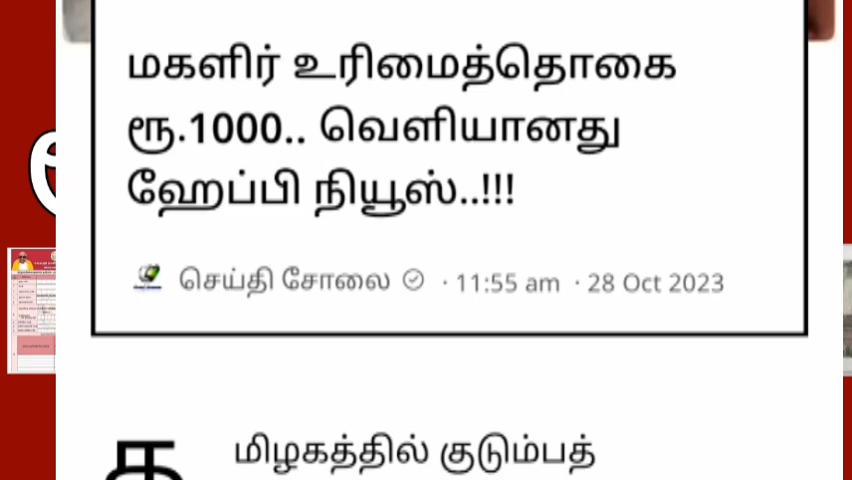 மகளிர் உரிமைத்தொகை
ரூ.1000.. வெளியானது
ஹேப்பி நியூஸ்..!!!
செய்தி சோலை · 11:55 am · 28 Oct 2023
மிழகத்தில் குடும்பத்